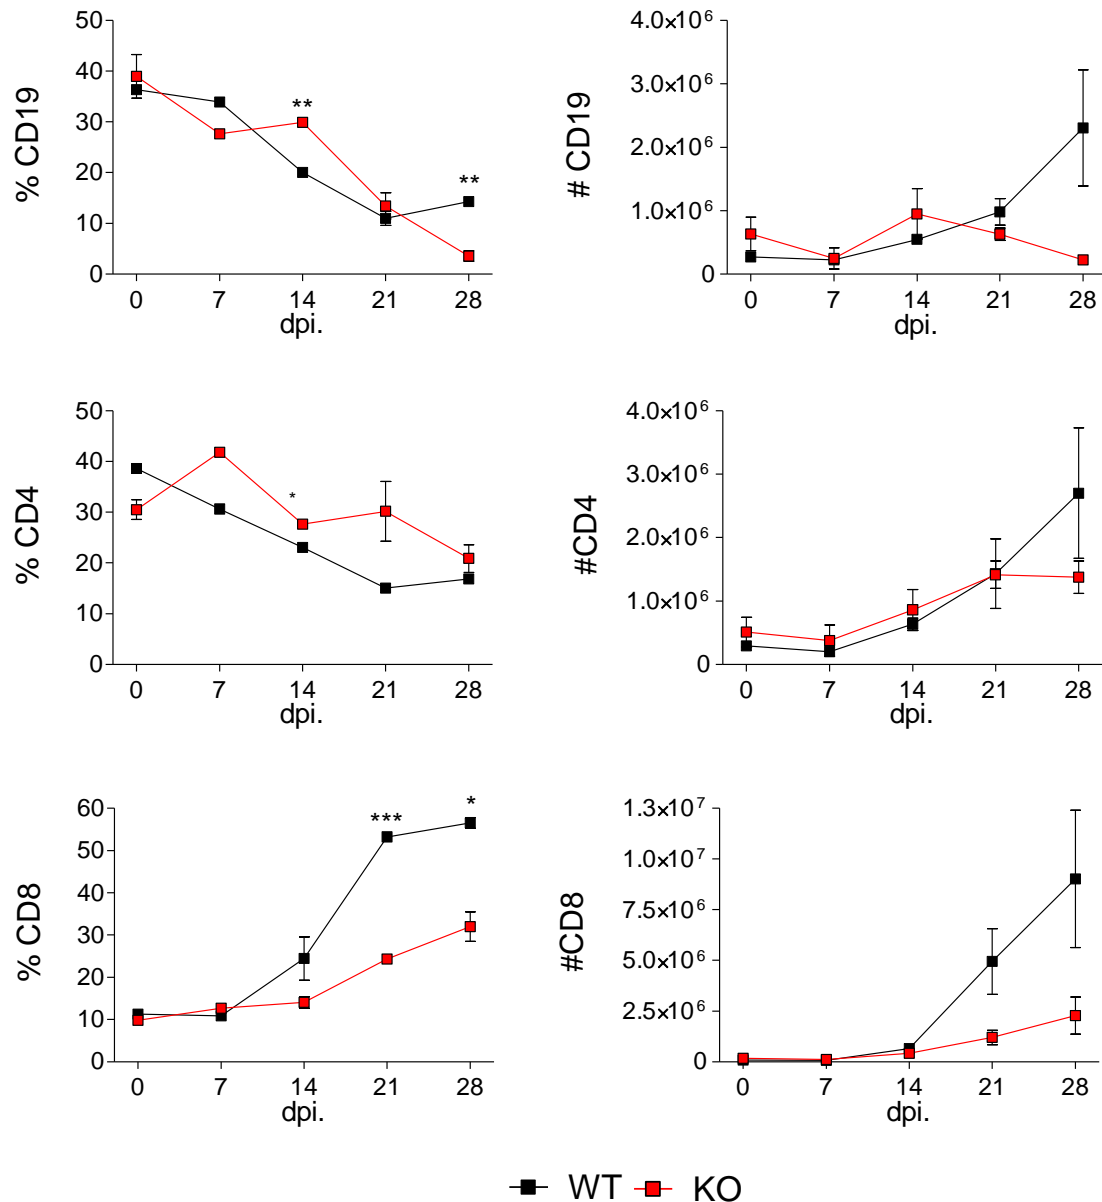 50
40
30
20
10
0
% CD19
**
**
0 7 14 21 28
dpi.
4.0×10⁶
3.0×10⁶
2.0×10⁶
1.0×10⁶
0
# CD19
0 7 14 21 28
dpi.
50
40
30
20
10
0
% CD4
*
0 7 14 21 28
dpi.
4.0×10⁶
3.0×10⁶
2.0×10⁶
1.0×10⁶
0
#CD4
0 7 14 21 28
dpi.
60
50
40
30
20
10
0
% CD8
***
*
0 7 14 21 28
dpi.
1.3×10⁷
1.0×10⁷
7.5×10⁶
5.0×10⁶
2.5×10⁶
0
#CD8
0 7 14 21 28
dpi.
WT KO